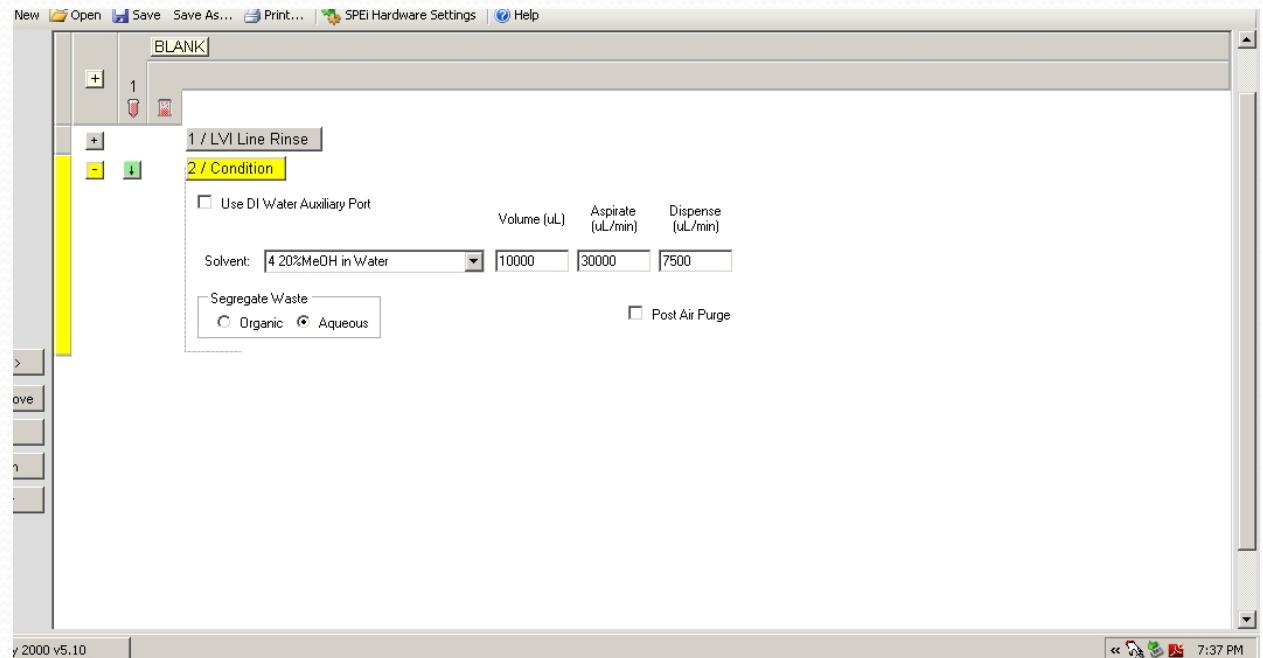 New Open Save Save As... Print... SPEi Hardware Settings Help
BLANK
+
1
+ 1 / LVI Line Rinse
- 2 / Condition
Use DI Water Auxiliary Port
Volume (uL) Aspirate (uL/min) Dispense (uL/min)
Solvent: 4 20%MeOH in Water 10000 30000 7500
Segregate Waste
Organic Aqueous
Post Air Purge
>
ove
n
y 2000 v5.10 « 7:37 PM